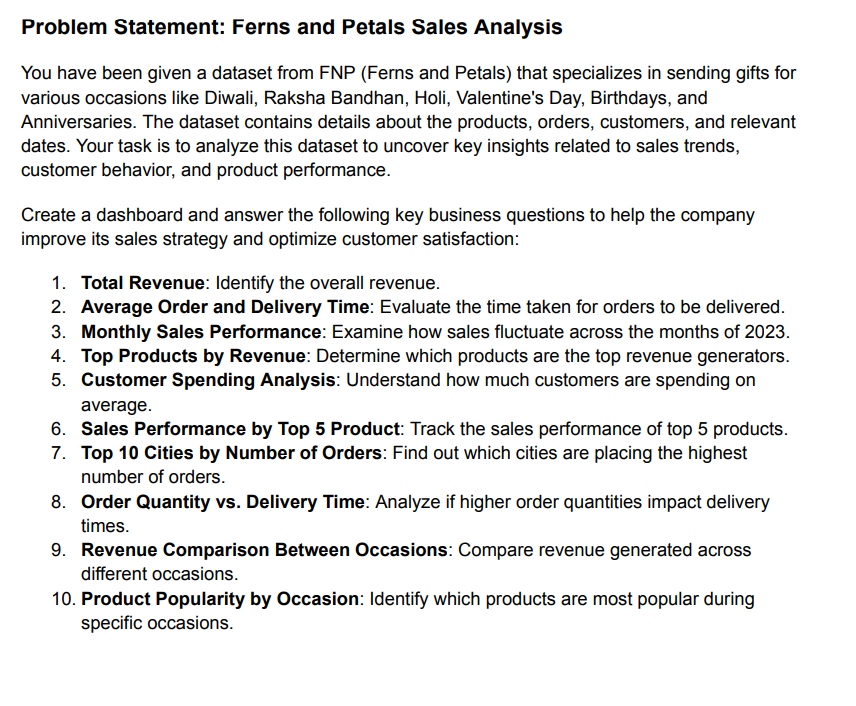 Problem Statement: Ferns and Petals Sales Analysis
You have been given a dataset from FNP (Ferns and Petals) that specializes in sending gifts for
various occasions like Diwali, Raksha Bandhan, Holi, Valentine's Day, Birthdays, and
Anniversaries. The dataset contains details about the products, orders, customers, and relevant
dates. Your task is to analyze this dataset to uncover key insights related to sales trends,
customer behavior, and product performance.
Create a dashboard and answer the following key business questions to help the company
improve its sales strategy and optimize customer satisfaction:
1. Total Revenue: Identify the overall revenue.
2. Average Order and Delivery Time: Evaluate the time taken for orders to be delivered.
3. Monthly Sales Performance: Examine how sales fluctuate across the months of 2023.
4. Top Products by Revenue: Determine which products are the top revenue generators.
5. Customer Spending Analysis: Understand how much customers are spending on
average.
6. Sales Performance by Top 5 Product: Track the sales performance of top 5 products.
7. Top 10 Cities by Number of Orders: Find out which cities are placing the highest
number of orders.
8. Order Quantity vs. Delivery Time: Analyze if higher order quantities impact delivery
times.
9. Revenue Comparison Between Occasions: Compare revenue generated across
different occasions.
10. Product Popularity by Occasion: Identify which products are most popular during
specific occasions.